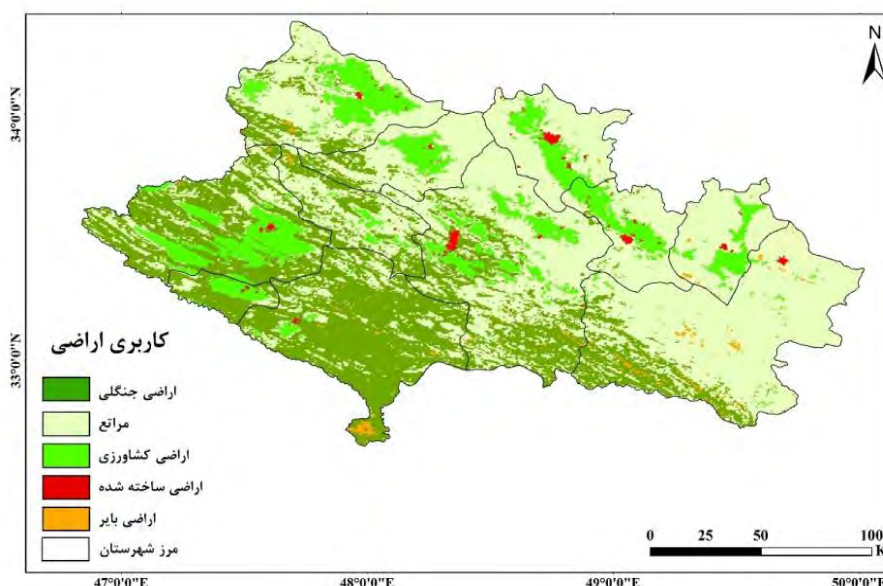 N
34°0'0"N
33°0'0"N
کاربری اراضی
اراضی جنگلی
مراتع
اراضی کشاورزی
اراضی ساخته شده
اراضی بایر
مرز شهرستان
0 25 50 100
K
47°0'0"E 48°0'0"E 49°0'0"E 50°0'0"E